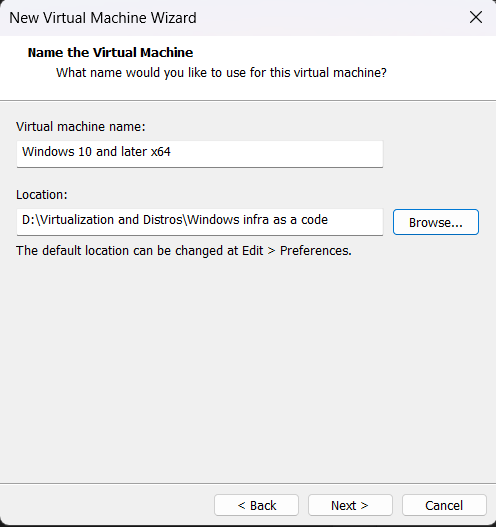 New Virtual Machine Wizard
Name the Virtual Machine
What name would you like to use for this virtual machine?
Virtual machine name:
Windows 10 and later x64
Location:
D:\Virtualization and Distros\Windows infra as a code
Browse...
The default location can be changed at Edit > Preferences.
< Back
Next >
Cancel